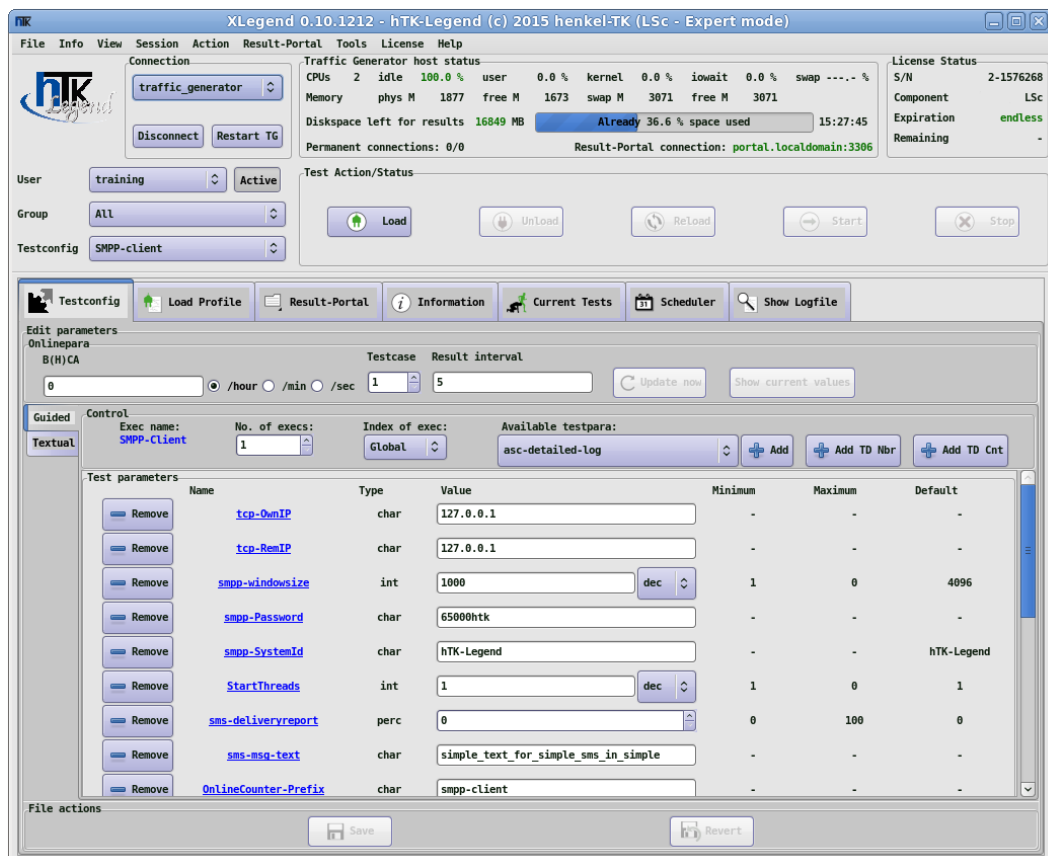 hTK XLegend 0.10.1212 - hTK-Legend (c) 2015 henkel-TK (LSc - Expert mode)
File Info View Session Action Result-Portal Tools License Help
hTK Legend
Connection
traffic_generator
Disconnect Restart TG
Traffic Generator host status
CPUs 2 idle 100.0 % user 0.0 % kernel 0.0 % iowait 0.0 % swap ---.- %
Memory phys M 1877 free M 1673 swap M 3071 free M 3071
Diskspace left for results 16849 MB Already 36.6 % space used 15:27:45
Permanent connections: 0/0 Result-Portal connection: portal.localdomain:3306
License Status
S/N 2-1576268
Component LSc
Expiration endless
Remaining -
User training Active
Group All
Testconfig SMPP-client
Test Action/Status
Load Unload Reload Start Stop
Testconfig Load Profile Result-Portal Information Current Tests Scheduler Show Logfile
Edit parameters
Onlinepara
B(H)CA Testcase Result interval
0 /hour /min /sec 1 5 Update now Show current values
Guided
Textual
Control
Exec name: No. of execs: Index of exec: Available testpara:
SMPP-Client 1 Global asc-detailed-log Add Add TD Nbr Add TD Cnt
Test parameters
Name Type Value Minimum Maximum Default
Remove tcp-OwnIP char 127.0.0.1 - - -
Remove tcp-RemIP char 127.0.0.1 - - -
Remove smpp-windowsize int 1000 dec 1 0 4096
Remove smpp-Password char 65000htk - - -
Remove smpp-SystemId char hTK-Legend - - hTK-Legend
Remove StartThreads int 1 dec 1 0 1
Remove sms-deliveryreport perc 0 0 100 0
Remove sms-msg-text char simple_text_for_simple_sms_in_simple - - -
Remove OnlineCounter-Prefix char smpp-client - - -
File actions
Save Revert